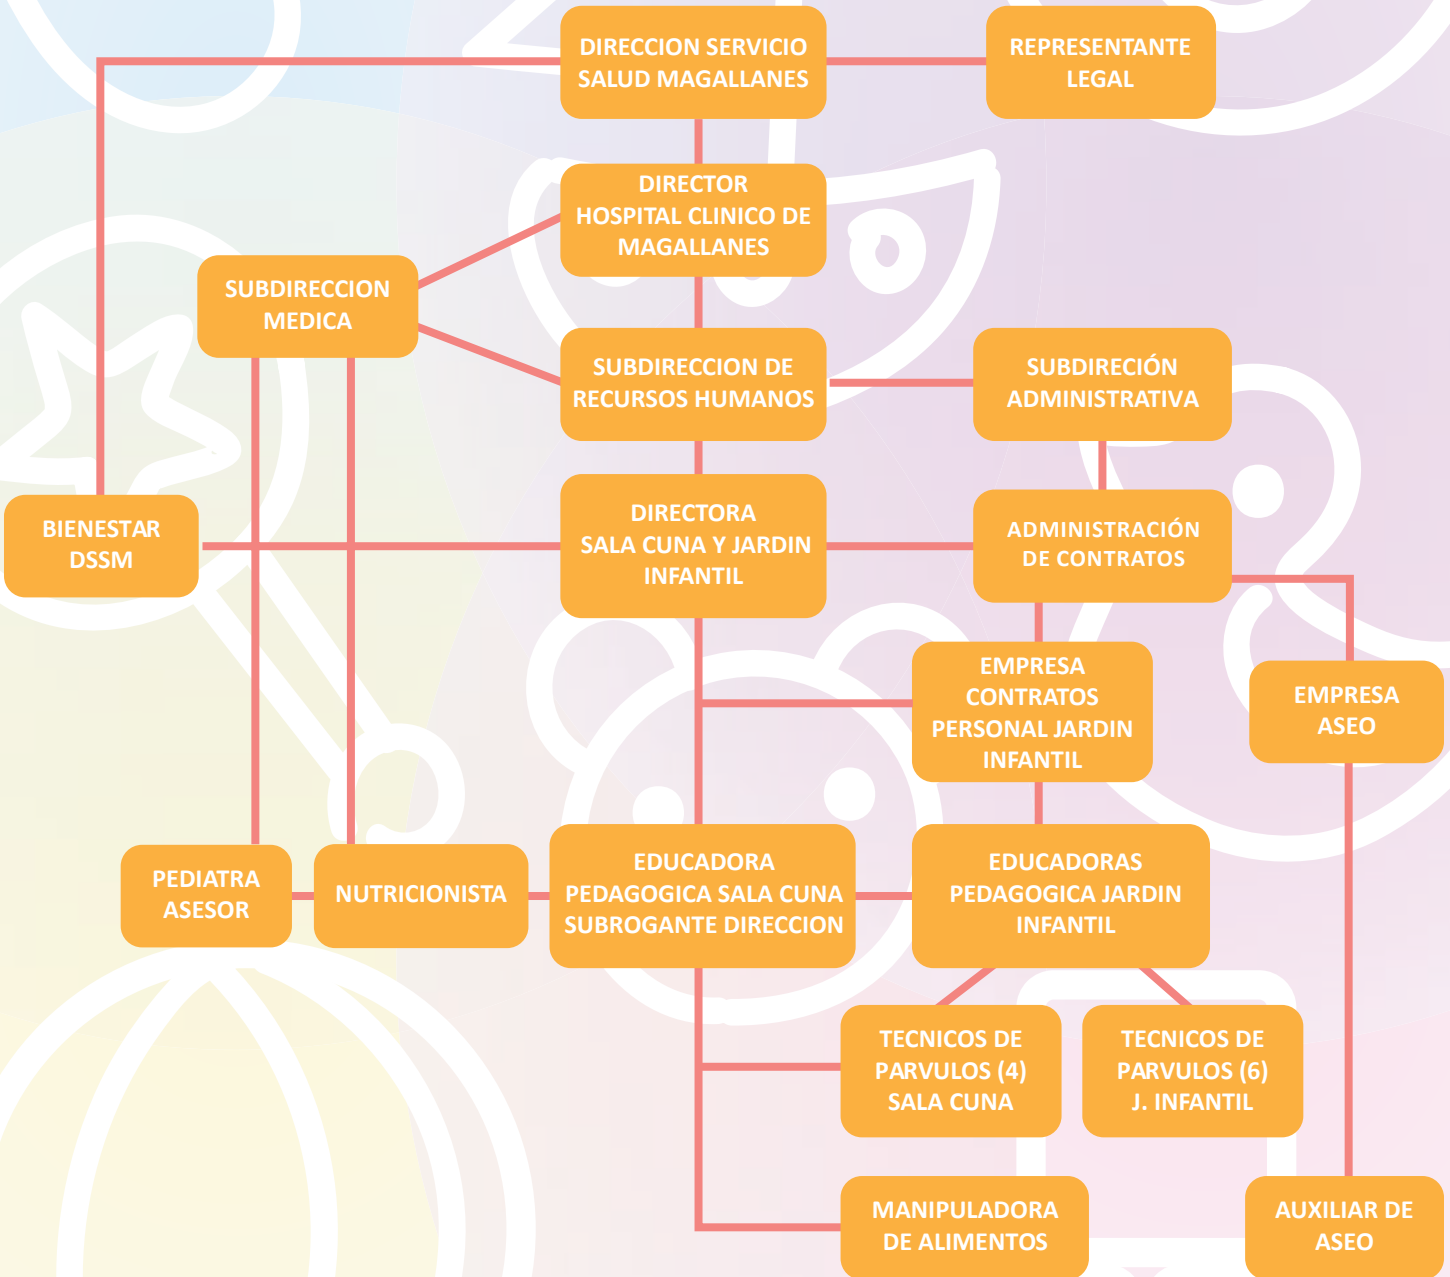 DIRECCION SERVICIO
SALUD MAGALLANES
REPRESENTANTE
LEGAL
DIRECTOR
HOSPITAL CLINICO DE
MAGALLANES
SUBDIRECCION
MEDICA
SUBDIRECCION DE
RECURSOS HUMANOS
SUBDIRECIÓN
ADMINISTRATIVA
BIENESTAR
DSSM
DIRECTORA
SALA CUNA Y JARDIN
INFANTIL
ADMINISTRACIÓN
DE CONTRATOS
EMPRESA
CONTRATOS
PERSONAL JARDIN
INFANTIL
EMPRESA
ASEO
PEDIATRA
ASESOR
NUTRICIONISTA
EDUCADORA
PEDAGOGICA SALA CUNA
SUBROGANTE DIRECCION
EDUCADORAS
PEDAGOGICA JARDIN
INFANTIL
TECNICOS DE
PARVULOS (4)
SALA CUNA
TECNICOS DE
PARVULOS (6)
J. INFANTIL
MANIPULADORA
DE ALIMENTOS
AUXILIAR DE
ASEO